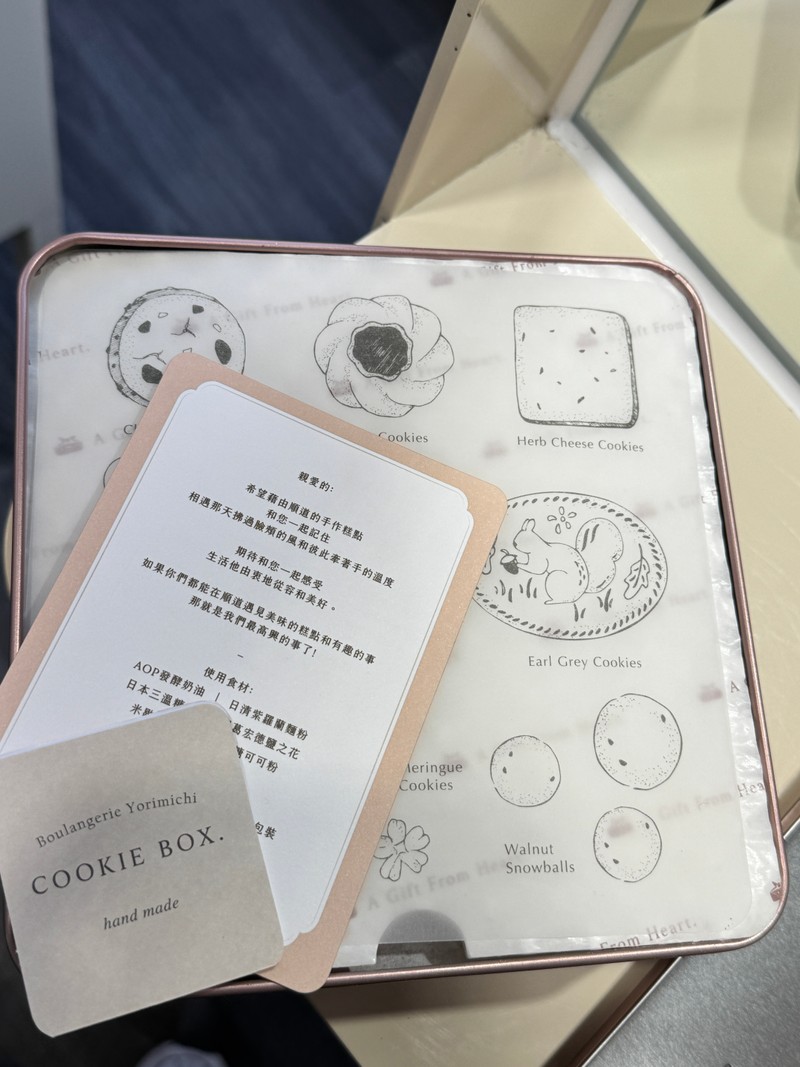 A Gift From Heart.
Cookies
Herb Cheese Cookies
Earl Grey Cookies
Meringue
Cookies
Walnut
Snowballs
親愛的:
希望藉由順道的手作糕點
和您一起記住
相遇那天拂過臉頰的風和彼此牽著手的溫度
期待和您一起感受
生活他由衷地從容和美好。
如果你們都能在順道遇見美味的糕點和有趣的事
那就是我們最高興的事了!
–
使用食材:
AOP發酵奶油 | 日清紫羅蘭麵粉
日本三溫糖
葛宏德鹽之花
可可粉
包裝
Boulangerie Yorimichi
COOKIE BOX.
hand made